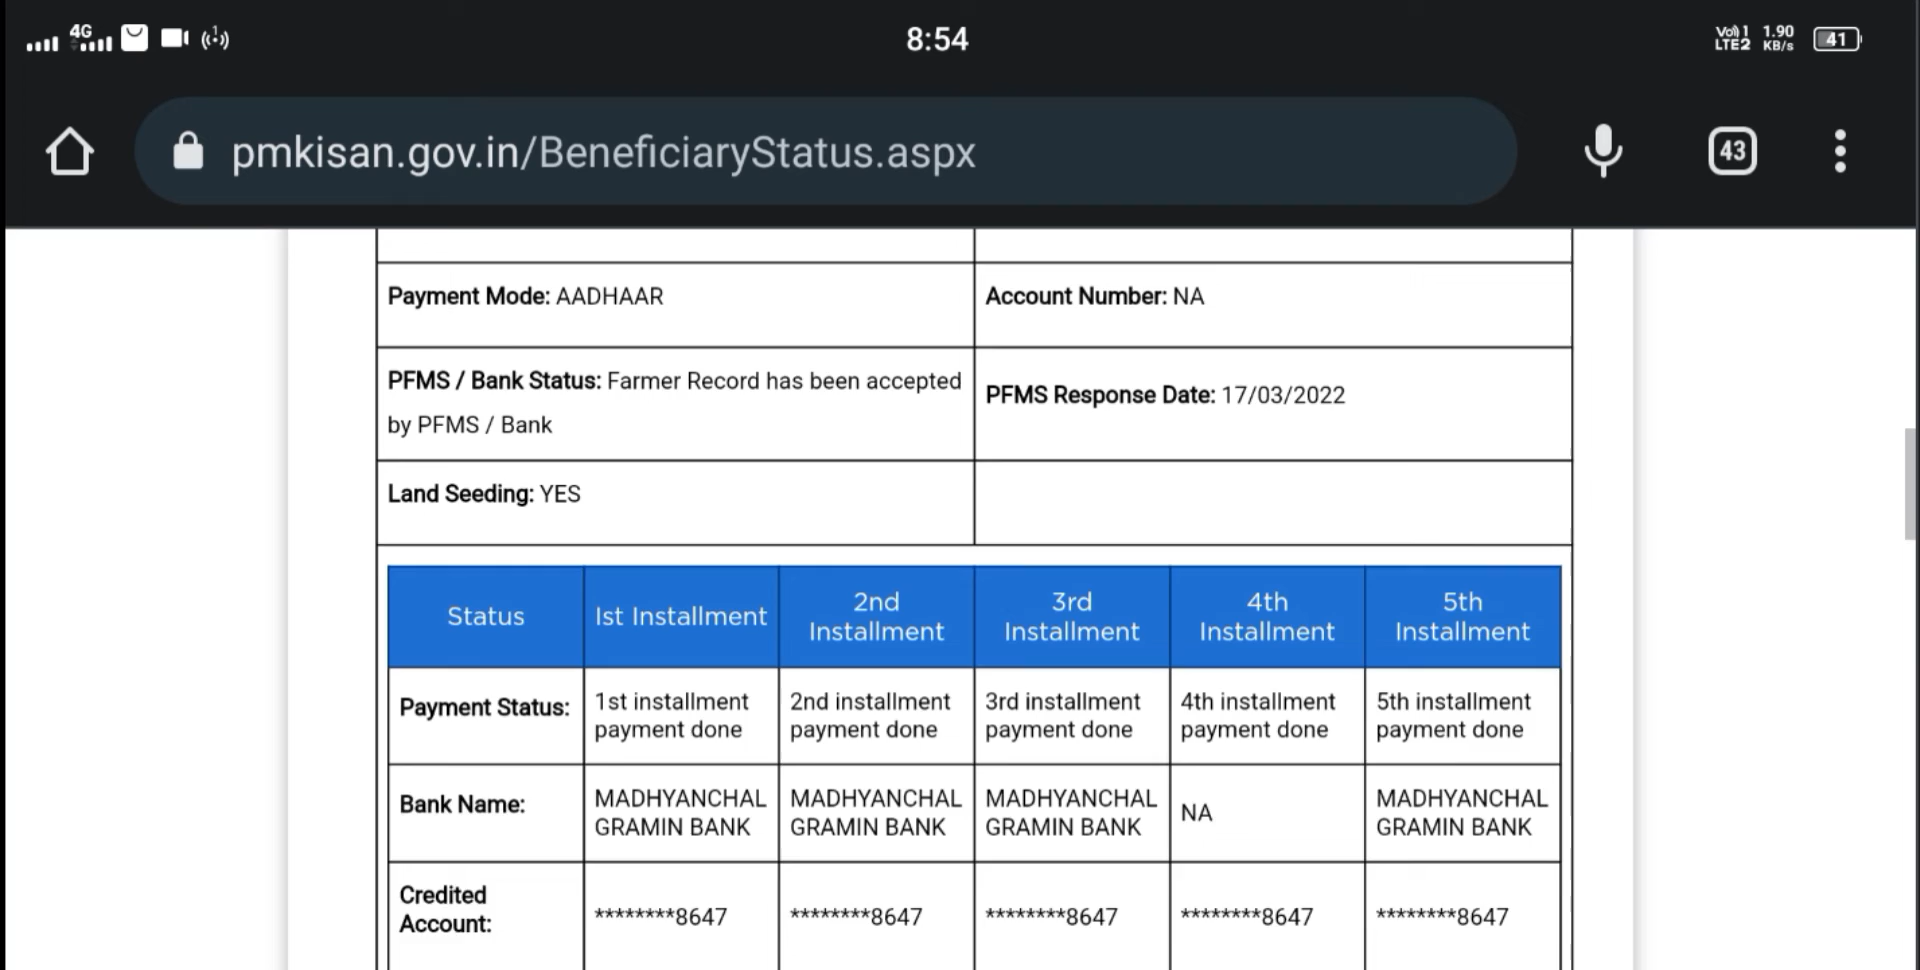 4G 8:54 Vo) 1 LTE2 1.90 KB/s 41
pmkisan.gov.in/BeneficiaryStatus.aspx 43
Payment Mode: AADHAAR
Account Number: NA
PFMS / Bank Status: Farmer Record has been accepted
by PFMS / Bank
PFMS Response Date: 17/03/2022
Land Seeding: YES
Status
Ist Installment
2nd
Installment
3rd
Installment
4th
Installment
5th
Installment
Payment Status:
1st installment
payment done
2nd installment
payment done
3rd installment
payment done
4th installment
payment done
5th installment
payment done
Bank Name:
MADHYANCHAL
GRAMIN BANK
MADHYANCHAL
GRAMIN BANK
MADHYANCHAL
GRAMIN BANK
NA
MADHYANCHAL
GRAMIN BANK
Credited
Account:
********8647
********8647
********8647
********8647
********8647